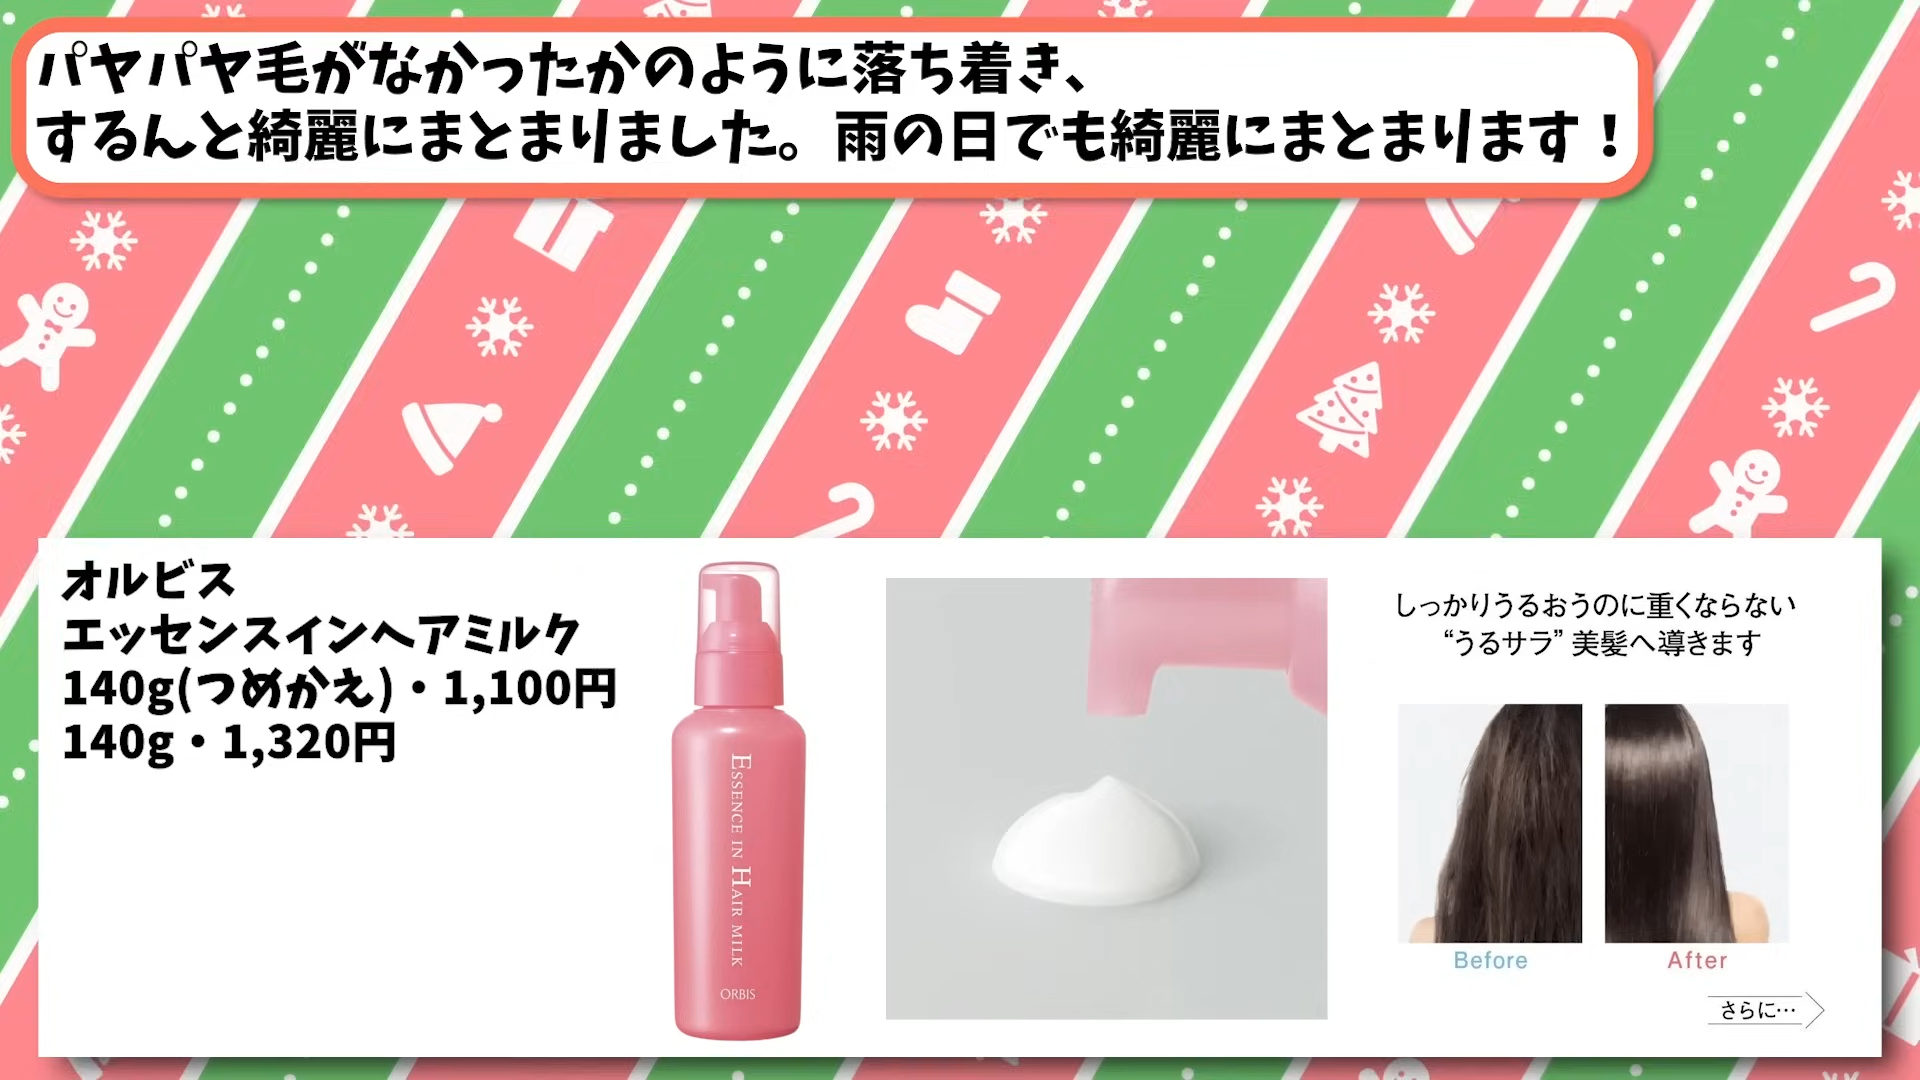 パヤパヤ毛がなかったかのように落ち着き、
するんと綺麗にまとまりました。雨の日でも綺麗にまとまります！
オルビス
エッセンスインヘアミルク
140g(つめかえ)・1,100円
140g・1,320円
ESSENCE IN HAIR MILK
ORBIS
しっかりうるおうのに重くならない
“うるサラ” 美髪へ導きます
Before
After
さらに…